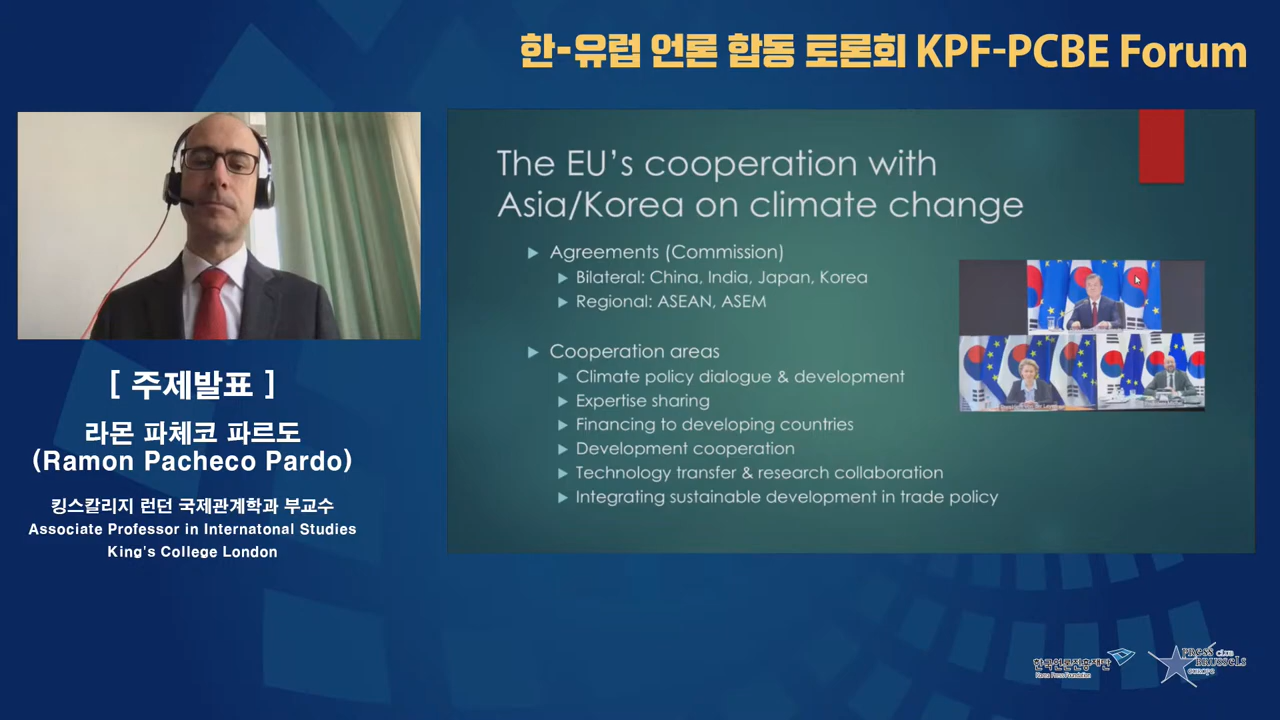 한-유럽 언론 합동 토론회 KPF-PCBE Forum
[ 주제발표 ]
라몬 파체코 파르도
(Ramon Pacheco Pardo)
킹스칼리지 런던 국제관계학과 부교수
Associate Professor in Internatonal Studies
King's College London
The EU's cooperation with
Asia/Korea on climate change
Agreements (Commission)
Bilateral: China, India, Japan, Korea
Regional: ASEAN, ASEM
Cooperation areas
Climate policy dialogue & development
Expertise sharing
Financing to developing countries
Development cooperation
Technology transfer & research collaboration
Integrating sustainable development in trade policy
한국언론진흥재단
Korea Press Foundation
PRESS CLUB
BRUSSELS
EUROPE